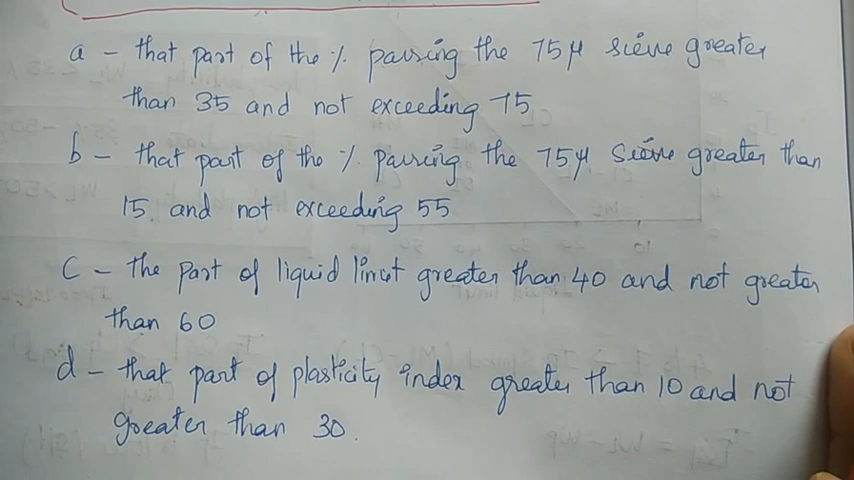 a - that part of the % passing the 75μ sieve greater
than 35 and not exceeding 75
b - that part of the % passing the 75μ sieve greater than
15 and not exceeding 55
C - the part of liquid limit greater than 40 and not greater
than 60
d - that part of plasticity index greater than 10 and not
greater than 30.